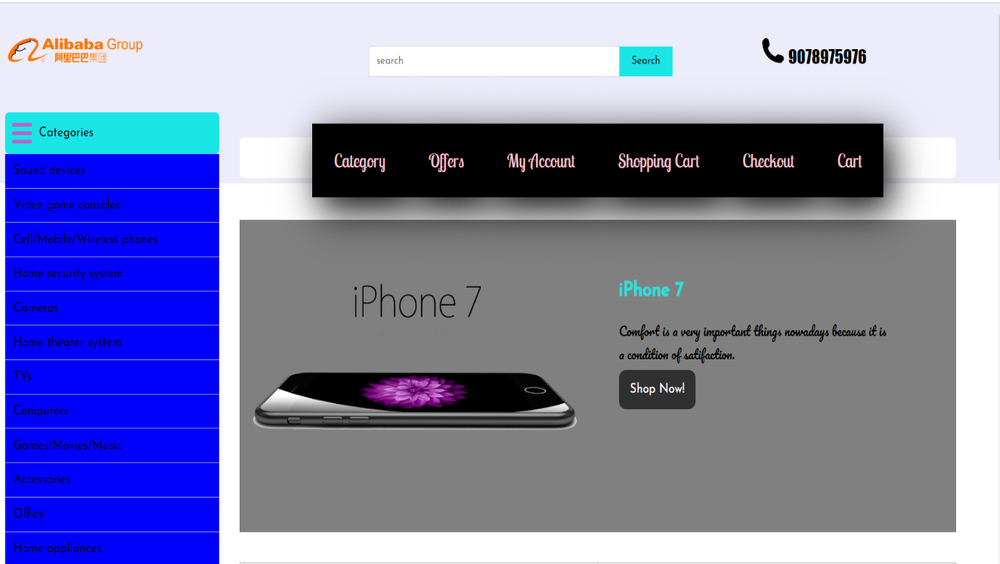 Alibaba Group
阿里巴巴集团
search
Search
9078975976
Categories
Category
Offers
My Account
Shopping Cart
Checkout
Cart
Sound devices
Video game consoles
Cell/Mobile/Wireless phones
Home security system
Cameras
Home theater system
TVs
Computers
Games/Movies/Music
Accessories
Office
Home appliances
iPhone 7
iPhone 7
Comfort is a very important things nowadays because it is
a condition of satifaction.
Shop Now!